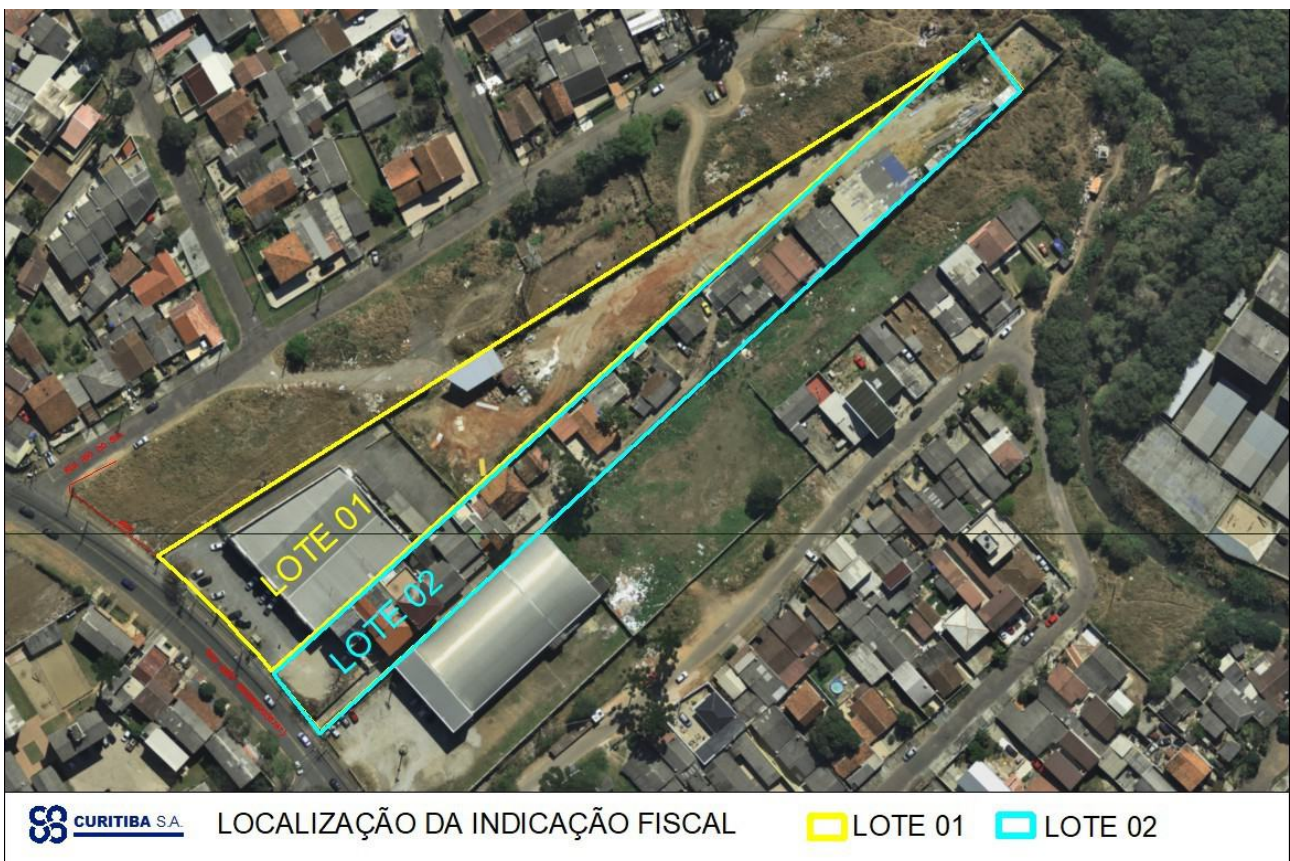 LOTE 01
LOTE 02
CURITIBA S.A.
LOCALIZAÇÃO DA INDICAÇÃO FISCAL
LOTE 01
LOTE 02